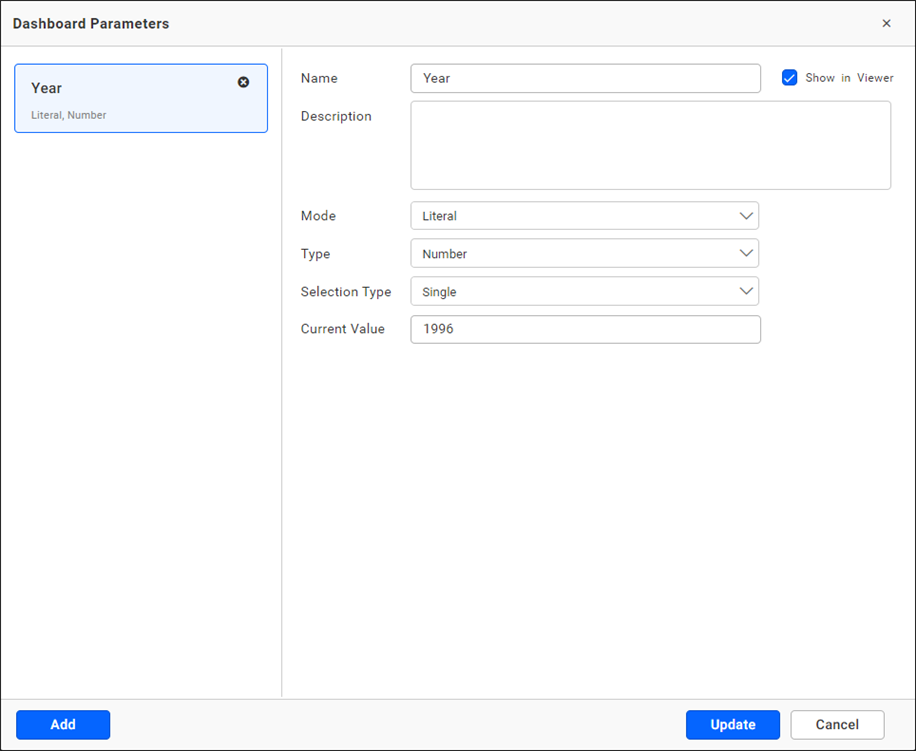 Dashboard Parameters
Year
Literal, Number
Name
Year
Show in Viewer
Description
Mode
Literal
Type
Number
Selection Type
Single
Current Value
1996
Add
Update
Cancel